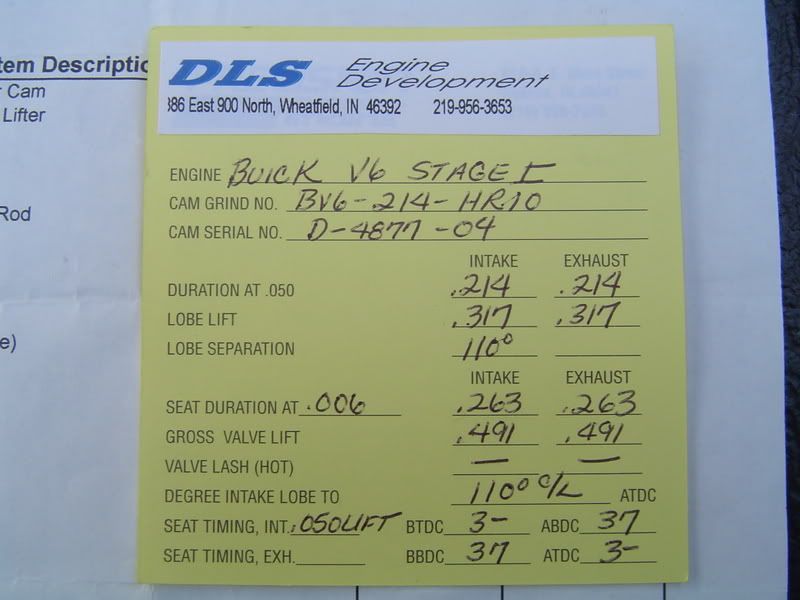 DLS Engine Development
386 East 900 North, Wheatfield, IN 46392 219-956-3653
tem Descriptio
Cam
Lifter
Rod
e)
ENGINE BUICK V6 STAGE I
CAM GRIND NO. BV6-214-HR10
CAM SERIAL NO. D-4877-04
INTAKE EXHAUST
DURATION AT .050 .214 .214
LOBE LIFT .317 .317
LOBE SEPARATION 110°
INTAKE EXHAUST
SEAT DURATION AT .006 .263 .263
GROSS VALVE LIFT .491 .491
VALVE LASH (HOT) — —
DEGREE INTAKE LOBE TO 110° C/L ATDC
SEAT TIMING, INT. .050 LIFT BTDC 3- ABDC 37
SEAT TIMING, EXH. BBDC 37 ATDC 3-